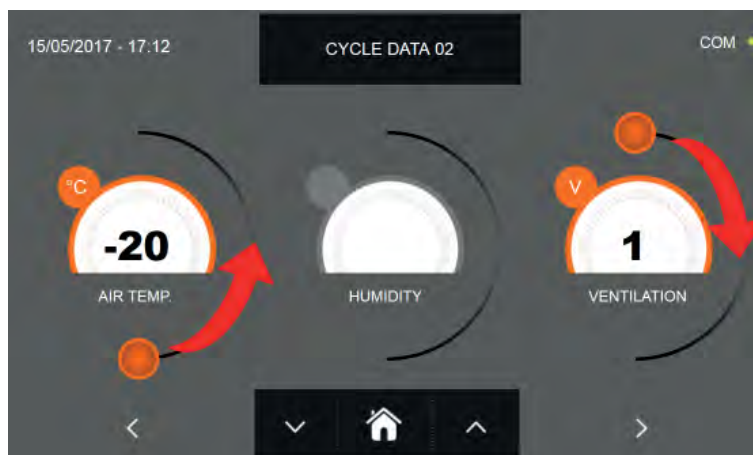 15/05/2017 - 17:12
CYCLE DATA 02
COM
°C
V
-20
1
AIR TEMP.
HUMIDITY
VENTILATION